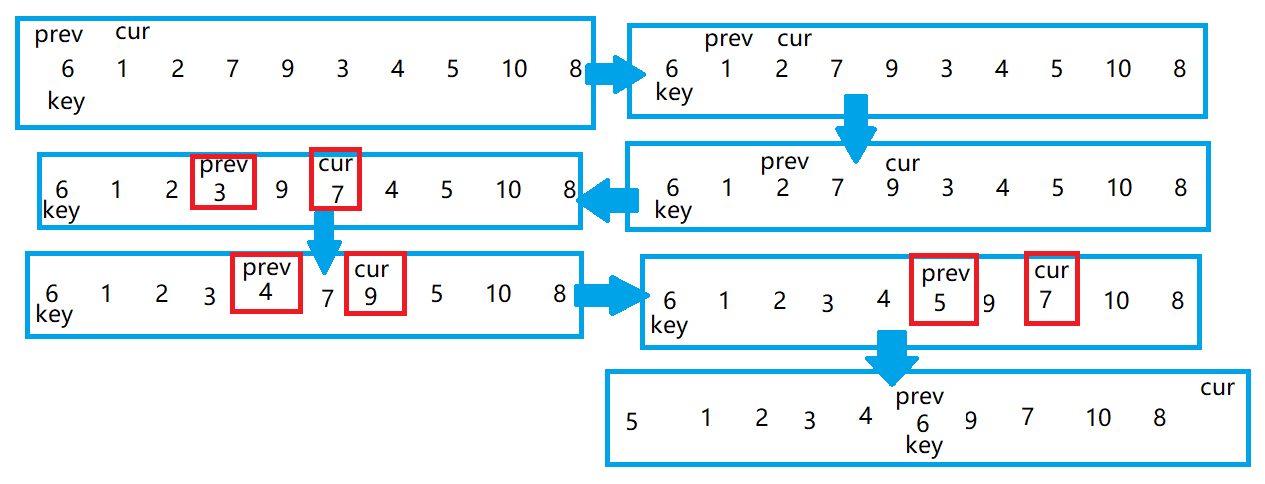 prev cur
6 1 2 7 9 3 4 5 10 8
key
prev cur
6 1 2 7 9 3 4 5 10 8
key
prev cur
6 1 2 7 9 3 4 5 10 8
key
prev cur
6 1 2 3 9 7 4 5 10 8
key
prev cur
6 1 2 3 4 7 9 5 10 8
key
prev cur
6 1 2 3 4 5 9 7 10 8
key
prev cur
5 1 2 3 4 6 9 7 10 8
key